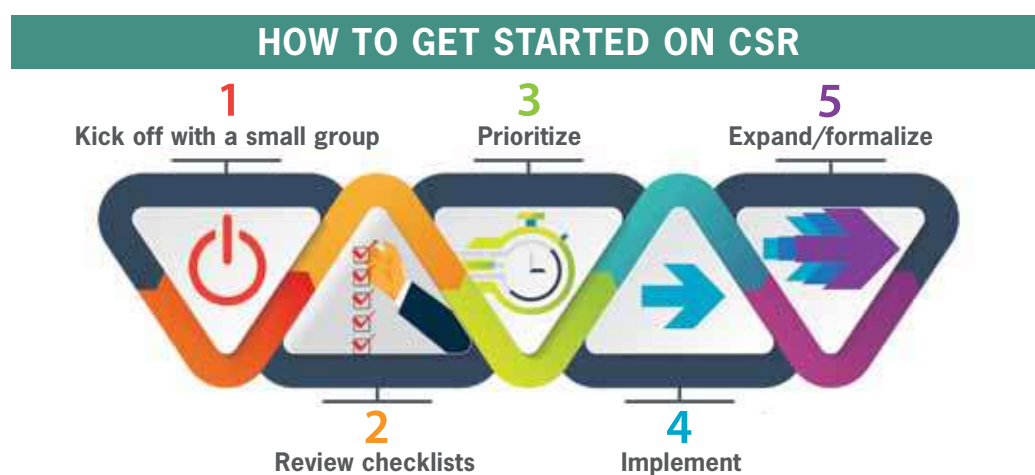 HOW TO GET STARTED ON CSR
1
Kick off with a small group
2
Review checklists
3
Prioritize
4
Implement
5
Expand/formalize